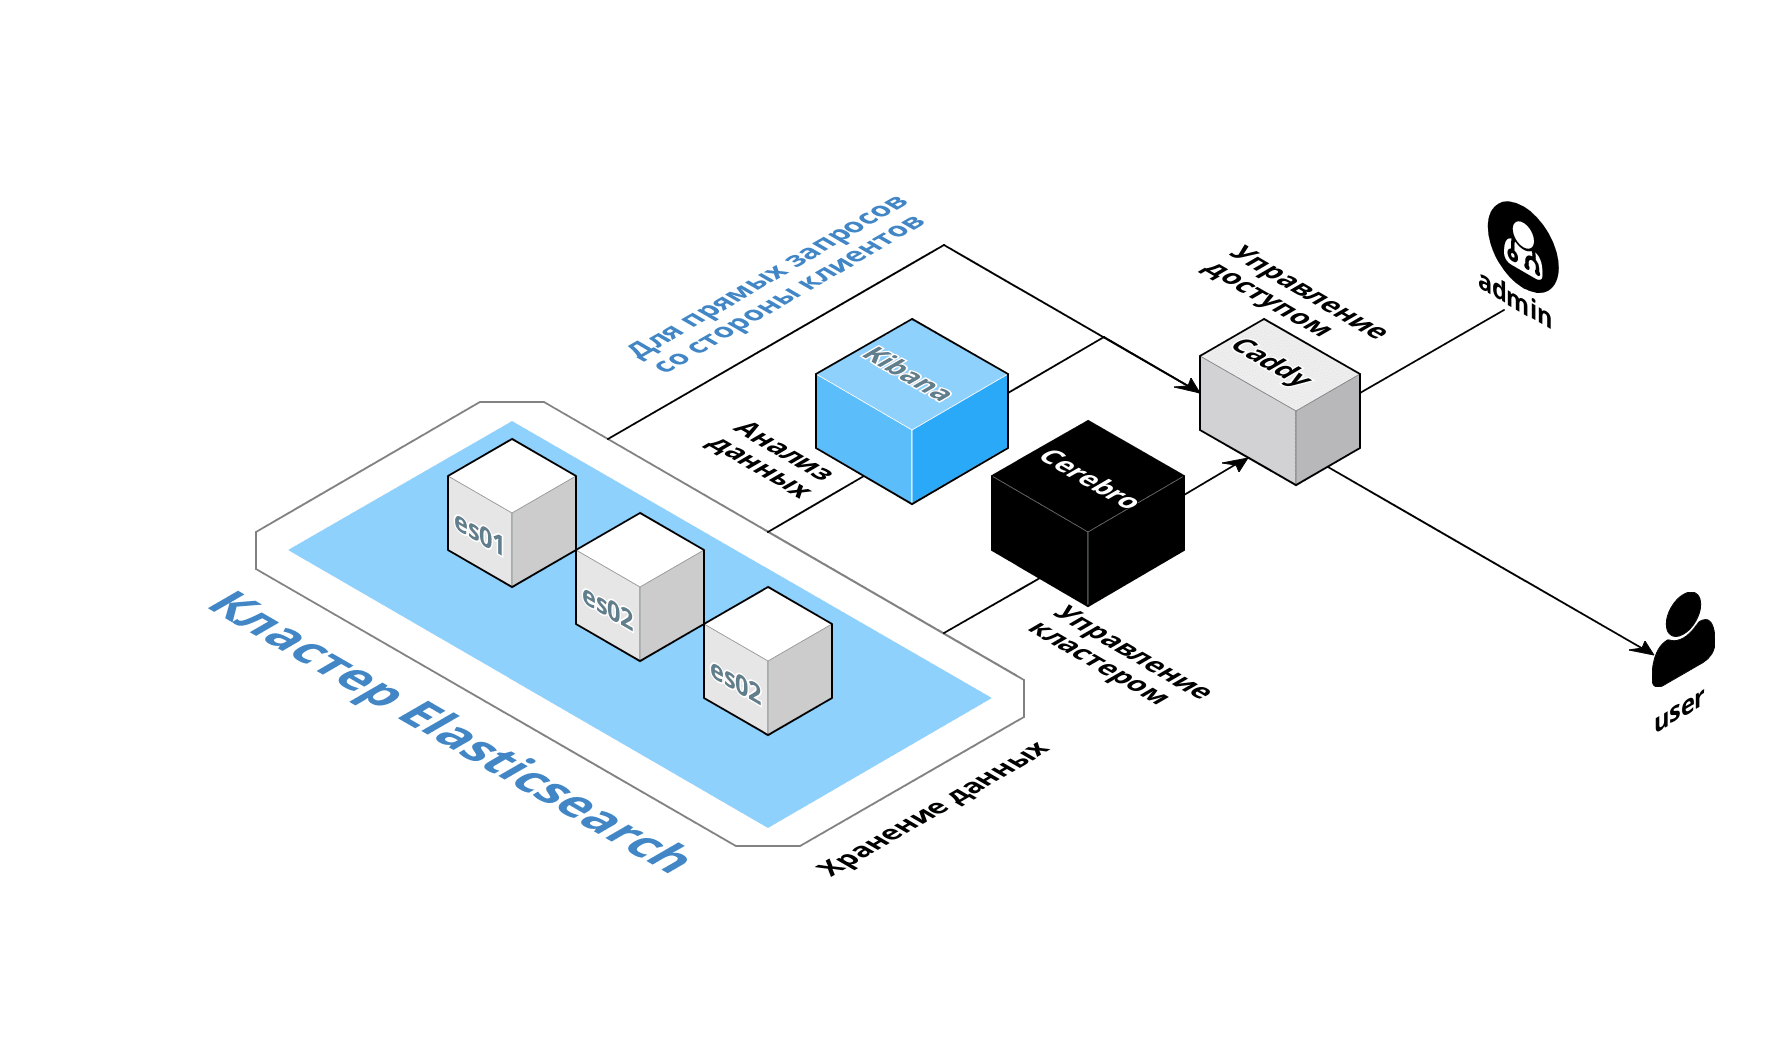 Для прямых запросов
со стороны клиентов
Управление
доступом
admin
Caddy
Kibana
Анализ
данных
Cerebro
es01
es02
es02
Управление
кластером
user
Кластер Elasticsearch
Хранение данных